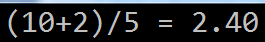 (10+2)/5 = 2.40